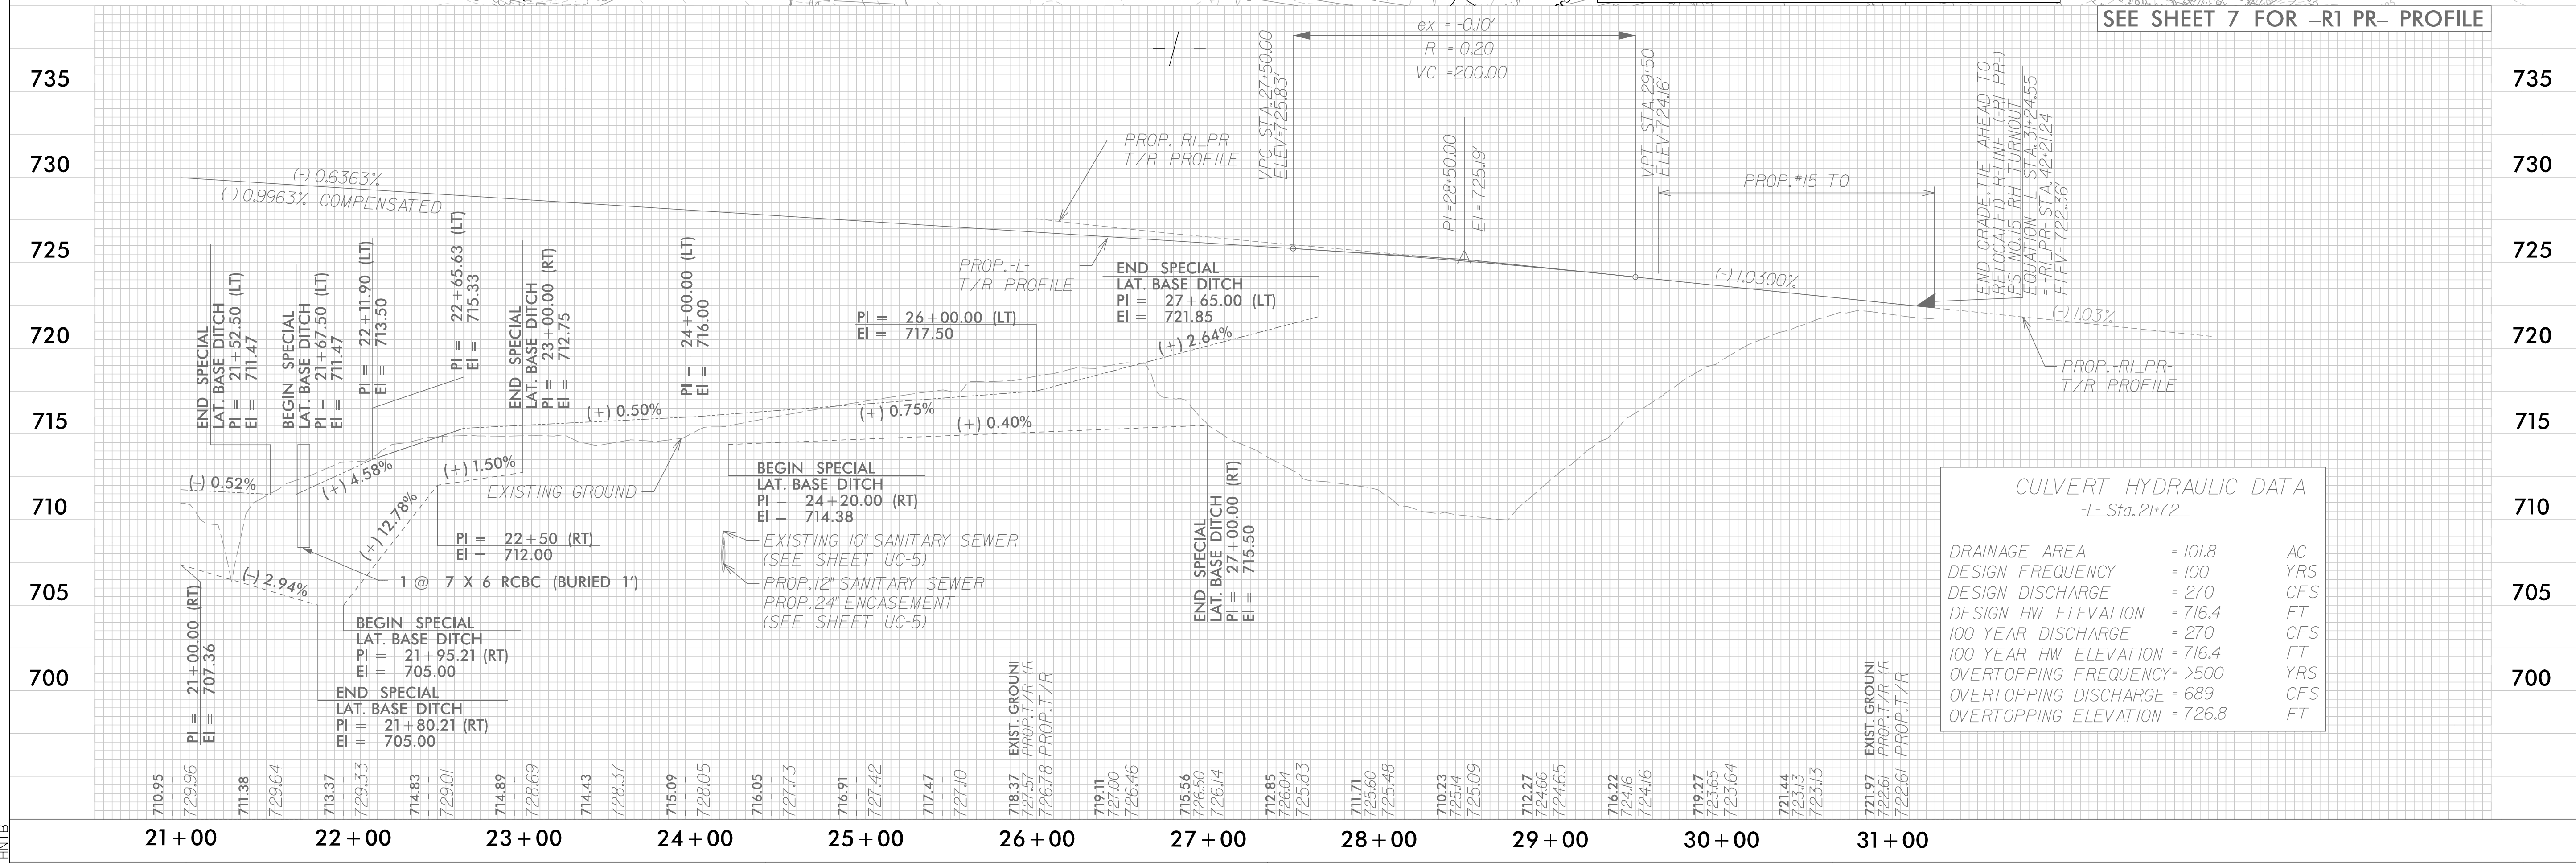 SEE SHEET 7 FOR –R1 PR– PROFILE
-L-
ex = -0.10'
R = 0.20
VC =200.00
VPC STA.27+50.00
ELEV=725.83'
VPT STA.29+50
ELEV=724.16'
PI =28+50.00
El = 725.19'
PROP.-R1_PR-
T/R PROFILE
PROP.-L-
T/R PROFILE
PROP.#15 TO
END GRADE,TIE AHEAD TO
RELOCATED R-LINE (-R1_PR-)
PS NO.15 RH TURNOUT
EQUATION -L- STA.31+24.55
= -R1_PR- STA.42+21.24
ELEV= 722.36'
735
730
725
720
715
710
705
700
735
730
725
720
715
710
705
700
(-) 0.6363%
(-) 0.9963% COMPENSATED
(-) 1.0300%
(-) 1.03%
PROP.-R1_PR-
T/R PROFILE
END SPECIAL
LAT. BASE DITCH
PI = 21+52.50 (LT)
El = 711.47
BEGIN SPECIAL
LAT. BASE DITCH
PI = 21+67.50 (LT)
El = 711.47
PI = 22+11.90 (LT)
El = 713.50
PI = 22+65.63 (LT)
El = 715.33
END SPECIAL
LAT. BASE DITCH
PI = 23+00.00 (RT)
El = 712.75
PI = 24+00.00 (LT)
El = 716.00
PI = 26+00.00 (LT)
El = 717.50
END SPECIAL
LAT. BASE DITCH
PI = 27+65.00 (LT)
El = 721.85
(+) 2.64%
(+) 0.50%
(+) 0.75%
(+) 0.40%
(-) 0.52%
(+) 4.58%
(+) 1.50%
(+) 12.78%
(-) 2.94%
EXISTING GROUND
PI = 22+50 (RT)
El = 712.00
1 @ 7 X 6 RCBC (BURIED 1')
BEGIN SPECIAL
LAT. BASE DITCH
PI = 24+20.00 (RT)
El = 714.38
EXISTING 10" SANITARY SEWER
(SEE SHEET UC-5)
PROP.12" SANITARY SEWER
PROP.24" ENCASEMENT
(SEE SHEET UC-5)
END SPECIAL
LAT. BASE DITCH
PI = 27+00.00 (RT)
El = 715.50
PI = 21+00.00 (RT)
El = 707.36
BEGIN SPECIAL
LAT. BASE DITCH
PI = 21+95.21 (RT)
El = 705.00
END SPECIAL
LAT. BASE DITCH
PI = 21+80.21 (RT)
El = 705.00
CULVERT HYDRAULIC DATA
-L- Sta.21+72
DRAINAGE AREA = 101.8 AC
DESIGN FREQUENCY = 100 YRS
DESIGN DISCHARGE = 270 CFS
DESIGN HW ELEVATION = 716.4 FT
100 YEAR DISCHARGE = 270 CFS
100 YEAR HW ELEVATION = 716.4 FT
OVERTOPPING FREQUENCY= >500 YRS
OVERTOPPING DISCHARGE = 689 CFS
OVERTOPPING ELEVATION = 726.8 FT
710.95
729.96
711.38
729.64
713.37
729.33
714.83
729.01
714.89
728.69
714.43
728.37
715.09
728.05
716.05
727.73
716.91
727.42
717.47
727.10
718.37 EXIST. GROUN
727.57 PROP.T/R (R
726.78 PROP.T/R
719.11
727.00
726.46
715.56
726.50
726.14
712.85
726.04
725.83
711.71
725.60
725.48
710.23
725.14
725.09
712.27
724.66
724.65
716.22
724.16
724.16
719.27
723.65
723.64
721.44
723.13
723.13
721.97 EXIST. GROUN
722.61 PROP.T/R (R
722.61 PROP.T/R
21+00 22+00 23+00 24+00 25+00 26+00 27+00 28+00 29+00 30+00 31+00